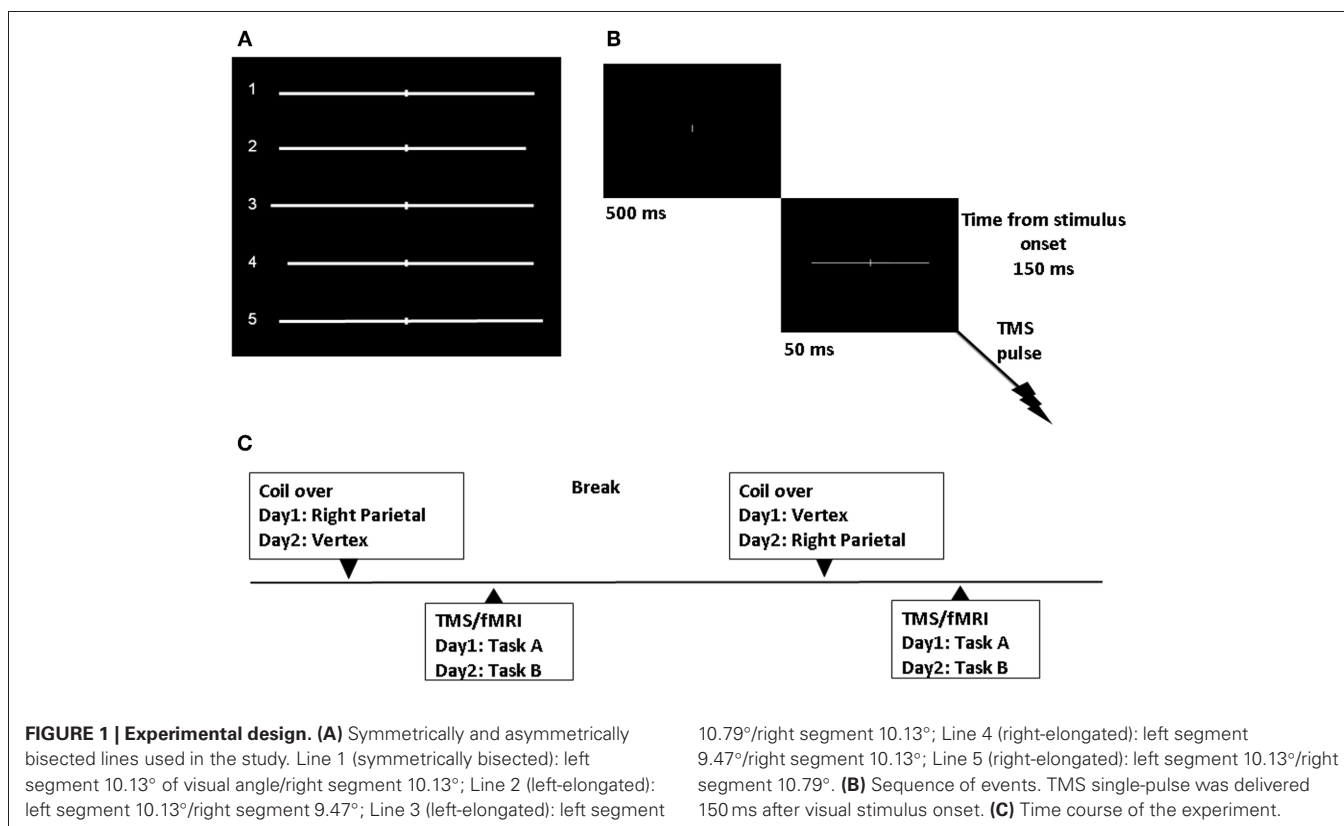 A
1
2
3
4
5
B
500 ms
50 ms
Time from stimulus
onset
150 ms
TMS
pulse
C
Coil over
Day1: Right Parietal
Day2: Vertex
Break
Coil over
Day1: Vertex
Day2: Right Parietal
TMS/fMRI
Day1: Task A
Day2: Task B
TMS/fMRI
Day1: Task A
Day2: Task B
FIGURE 1 | Experimental design. (A) Symmetrically and asymmetrically
bisected lines used in the study. Line 1 (symmetrically bisected): left
segment 10.13° of visual angle/right segment 10.13°; Line 2 (left-elongated):
left segment 10.13°/right segment 9.47°; Line 3 (left-elongated): left segment
10.79°/right segment 10.13°; Line 4 (right-elongated): left segment
9.47°/right segment 10.13°; Line 5 (right-elongated): left segment 10.13°/right
segment 10.79°. (B) Sequence of events. TMS single-pulse was delivered
150 ms after visual stimulus onset. (C) Time course of the experiment.